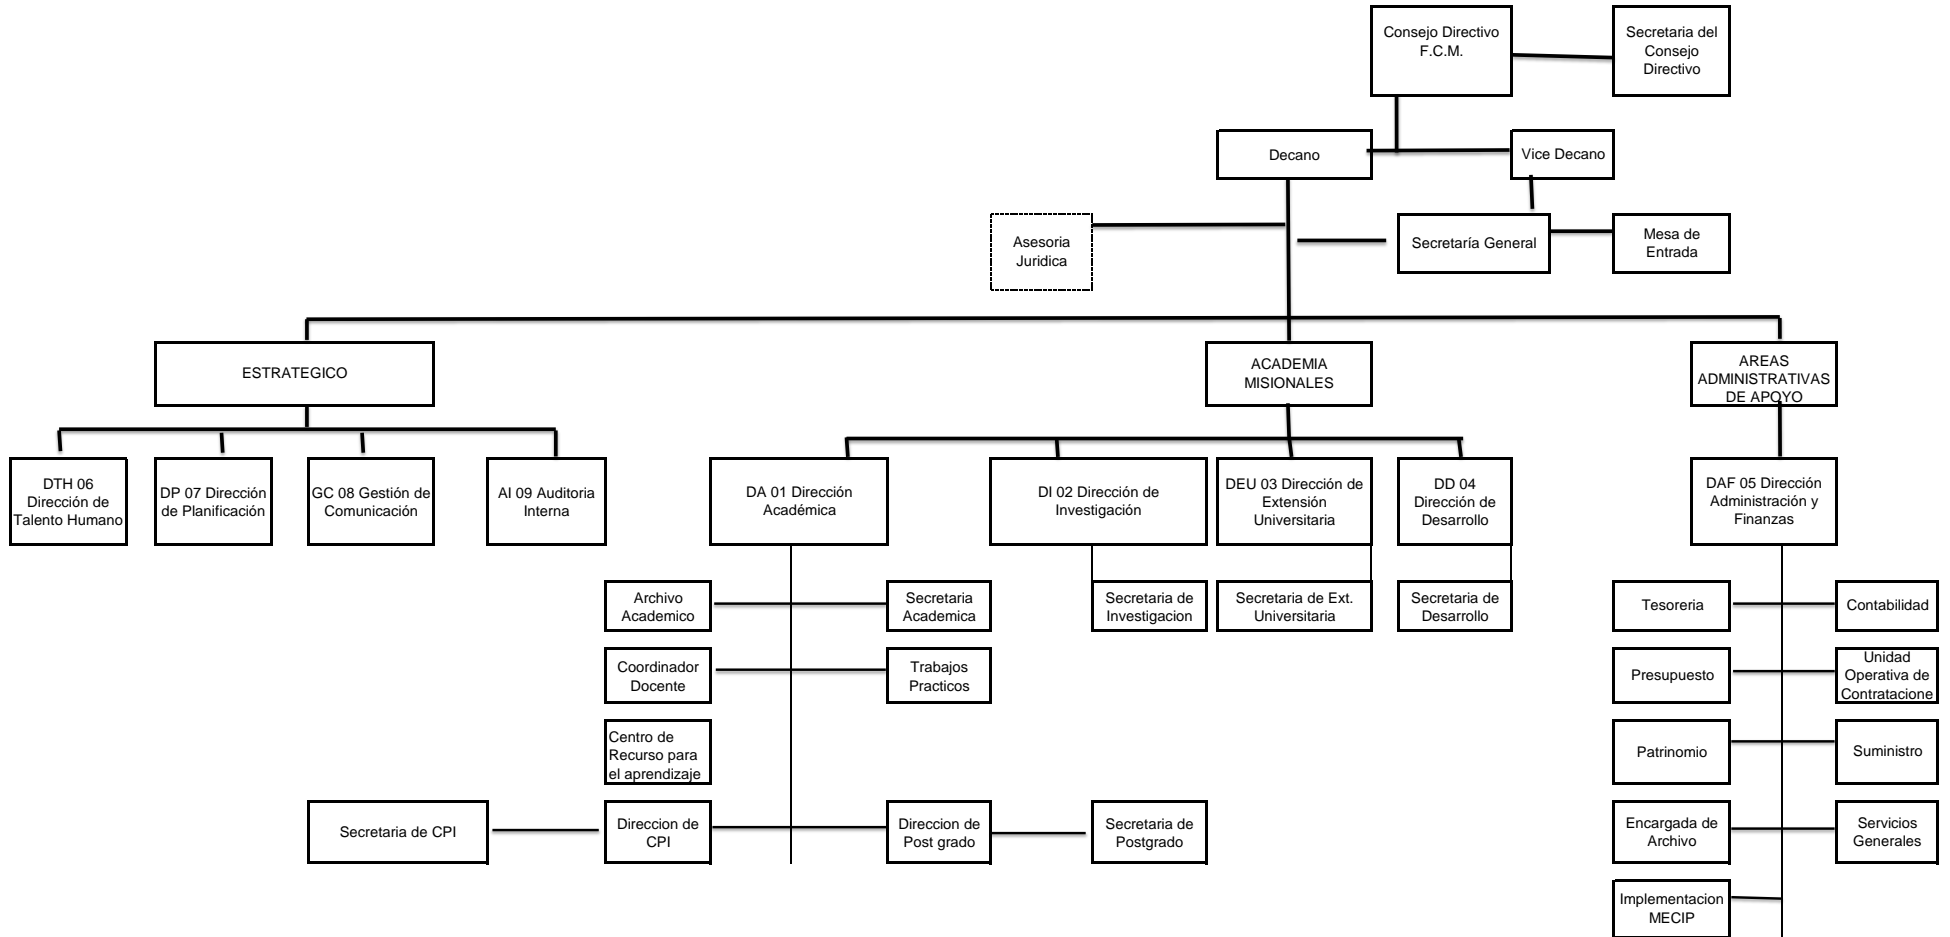 Consejo Directivo
F.C.M.
Secretaria del
Consejo
Directivo
Decano
Vice Decano
Asesoria
Juridica
Secretaría General
Mesa de
Entrada
ESTRATEGICO
ACADEMIA
MISIONALES
AREAS
ADMINISTRATIVAS
DE APOYO
DTH 06
Dirección de
Talento Humano
DP 07 Dirección
de Planificación
GC 08 Gestión de
Comunicación
AI 09 Auditoria
Interna
DA 01 Dirección
Académica
DI 02 Dirección de
Investigación
DEU 03 Dirección de
Extensión
Universitaria
DD 04
Dirección de
Desarrollo
DAF 05 Dirección
Administración y
Finanzas
Archivo
Academico
Secretaria
Academica
Secretaria de
Investigacion
Secretaria de Ext.
Universitaria
Secretaria de
Desarrollo
Tesoreria
Contabilidad
Coordinador
Docente
Trabajos
Practicos
Presupuesto
Unidad
Operativa de
Contratacione
Centro de
Recurso para
el aprendizaje
Patrinomio
Suministro
Secretaria de CPI
Direccion de
CPI
Direccion de
Post grado
Secretaria de
Postgrado
Encargada de
Archivo
Servicios
Generales
Implementacion
MECIP